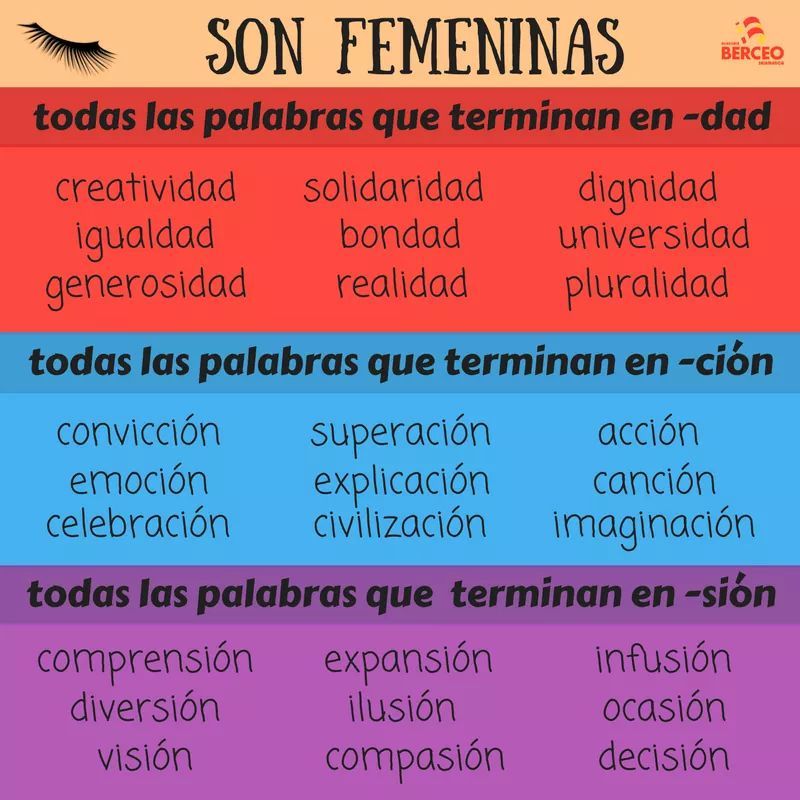 SON FEMENINAS
BERCEO
SALAMANCA
todas las palabras que terminan en -dad
creatividad solidaridad dignidad
igualdad bondad universidad
generosidad realidad pluralidad
todas las palabras que terminan en -ción
convicción superación acción
emoción explicación canción
celebración civilización imaginación
todas las palabras que terminan en -sión
comprensión expansión infusión
diversión ilusión ocasión
visión compasión decisión